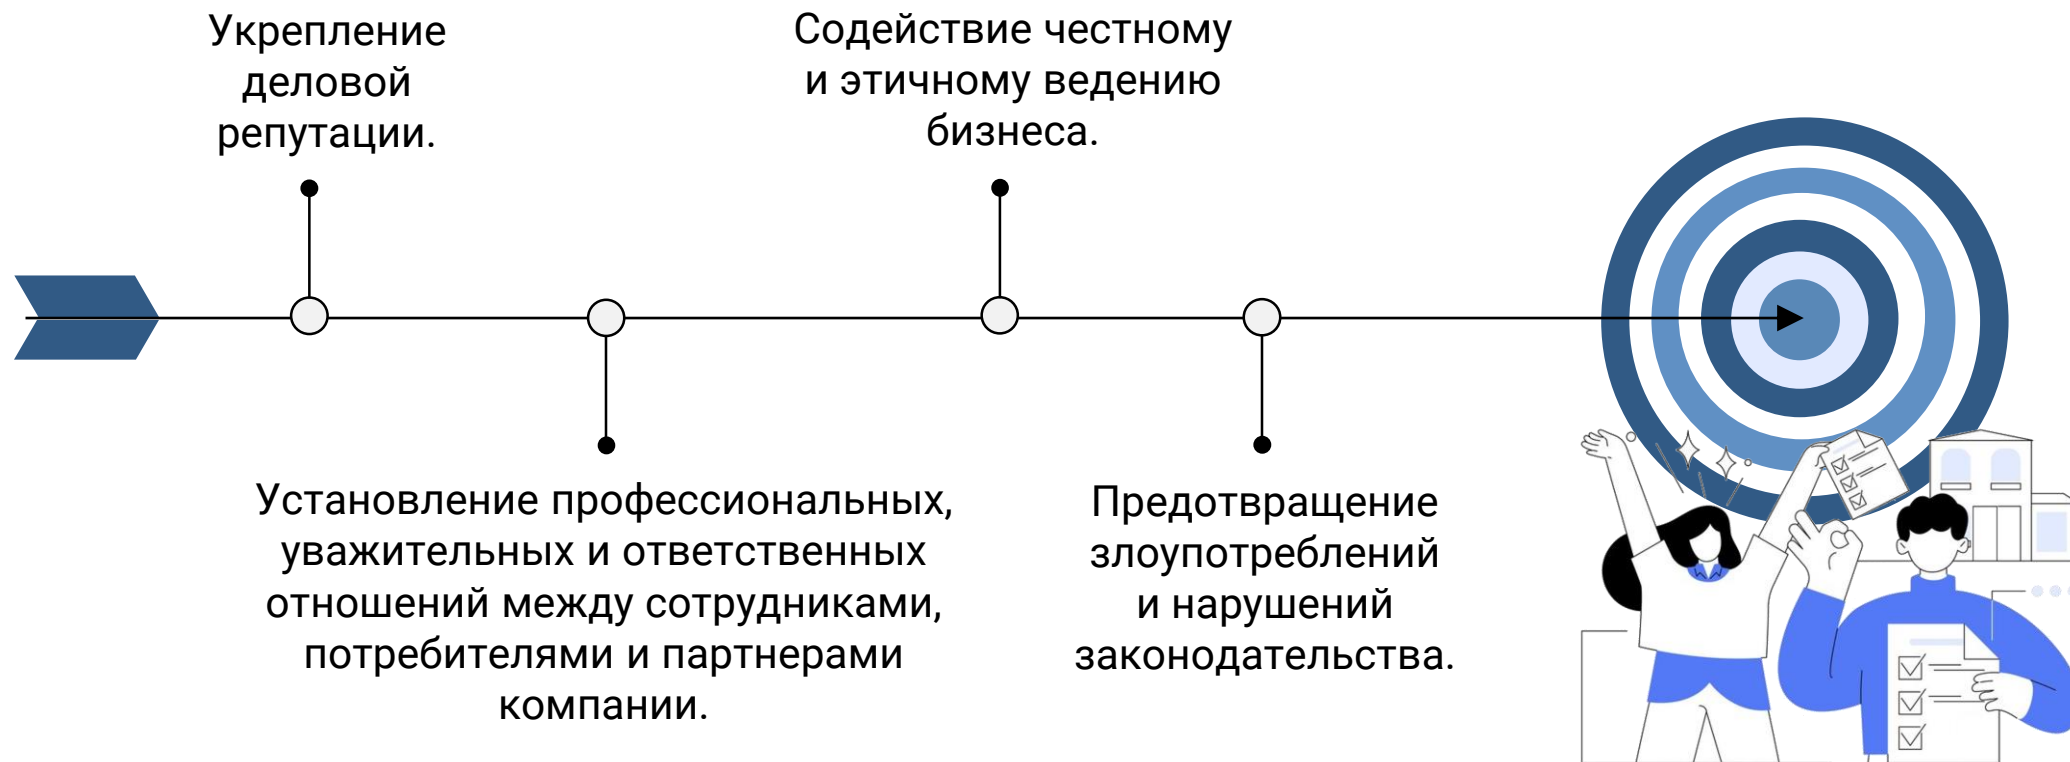 Укрепление
деловой
репутации.
Содействие честному
и этичному ведению
бизнеса.
Установление профессиональных,
уважительных и ответственных
отношений между сотрудниками,
потребителями и партнерами
компании.
Предотвращение
злоупотреблений
и нарушений
законодательства.